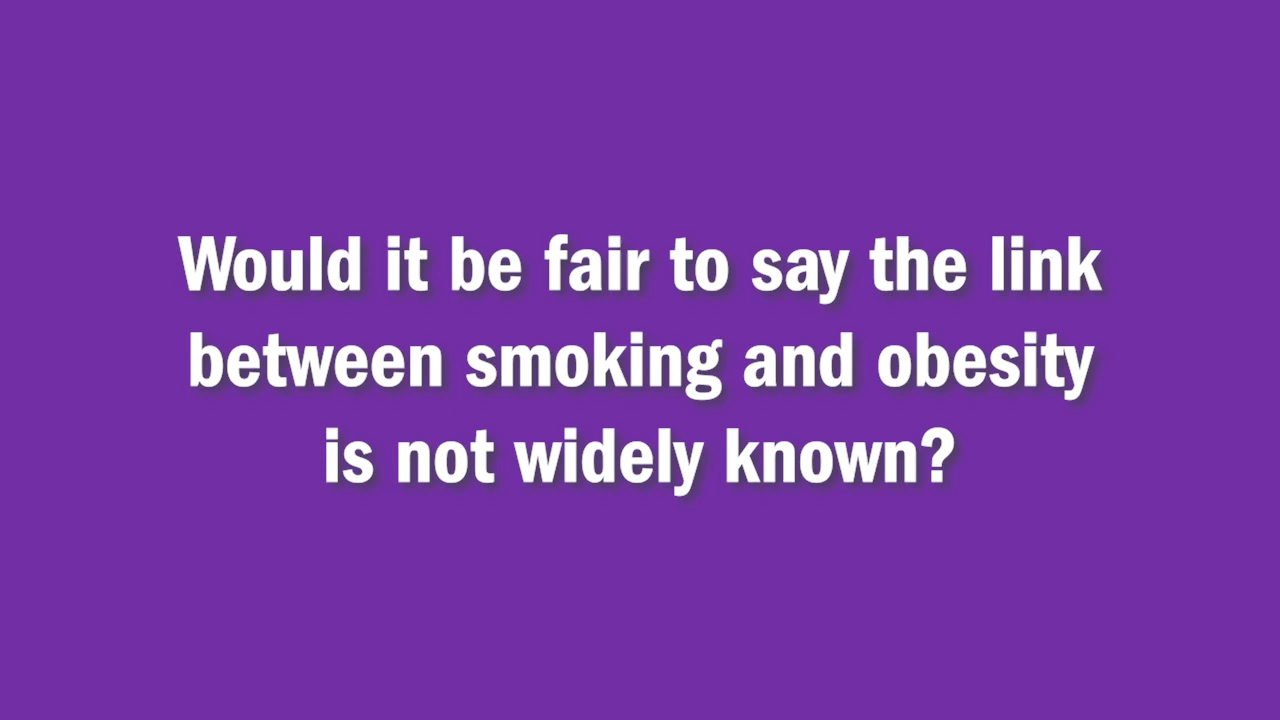 Would it be fair to say the link
between smoking and obesity
is not widely known?